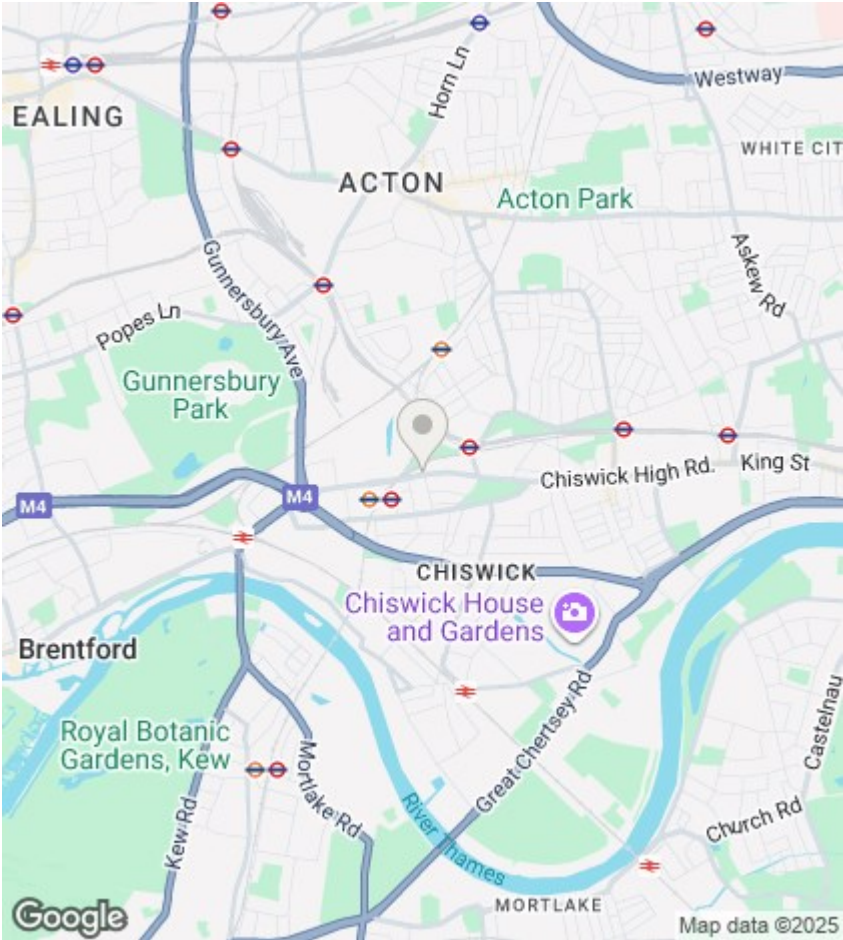 Horn Ln
Westway
EALING
WHITE CIT
ACTON
Acton Park
Gunnersbury Ave
Askew Rd
Popes Ln
Gunnersbury
Park
Chiswick High Rd.
King St
M4
M4
CHISWICK
Chiswick House
and Gardens
Brentford
Royal Botanic
Gardens, Kew
Great Chertsey Rd
Castelnau
Mortlake Rd
Kew Rd
River Thames
Church Rd
MORTLAKE
Google
Map data ©2025